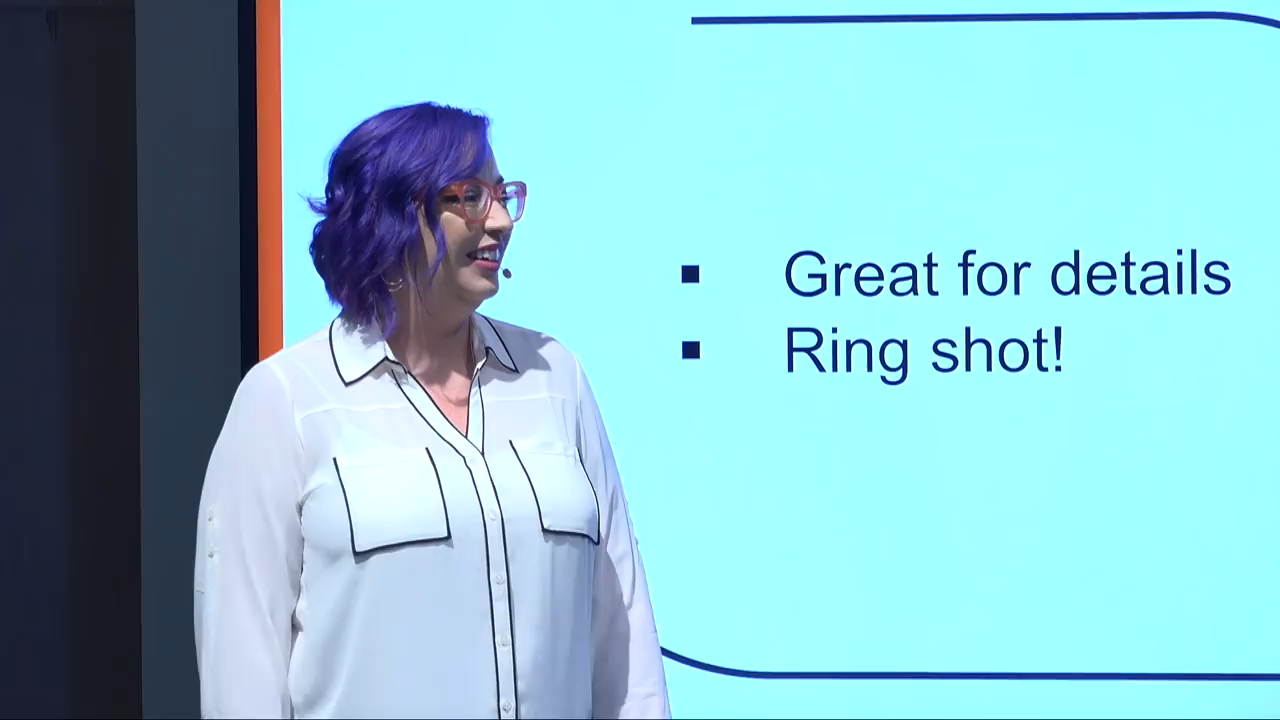 ▪ Great for details
▪ Ring shot!